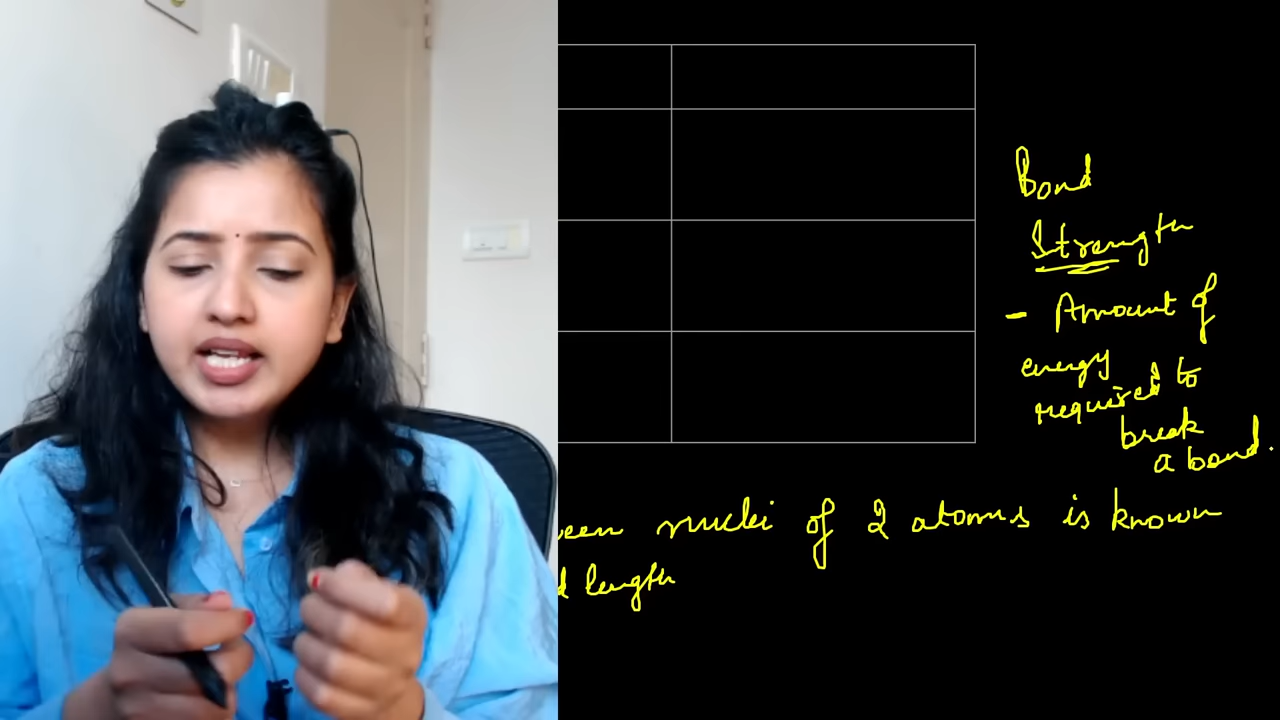 Bond
Strength
- Amount of
energy
required to
break
a bond.
een nuclei of 2 atoms is known
d length